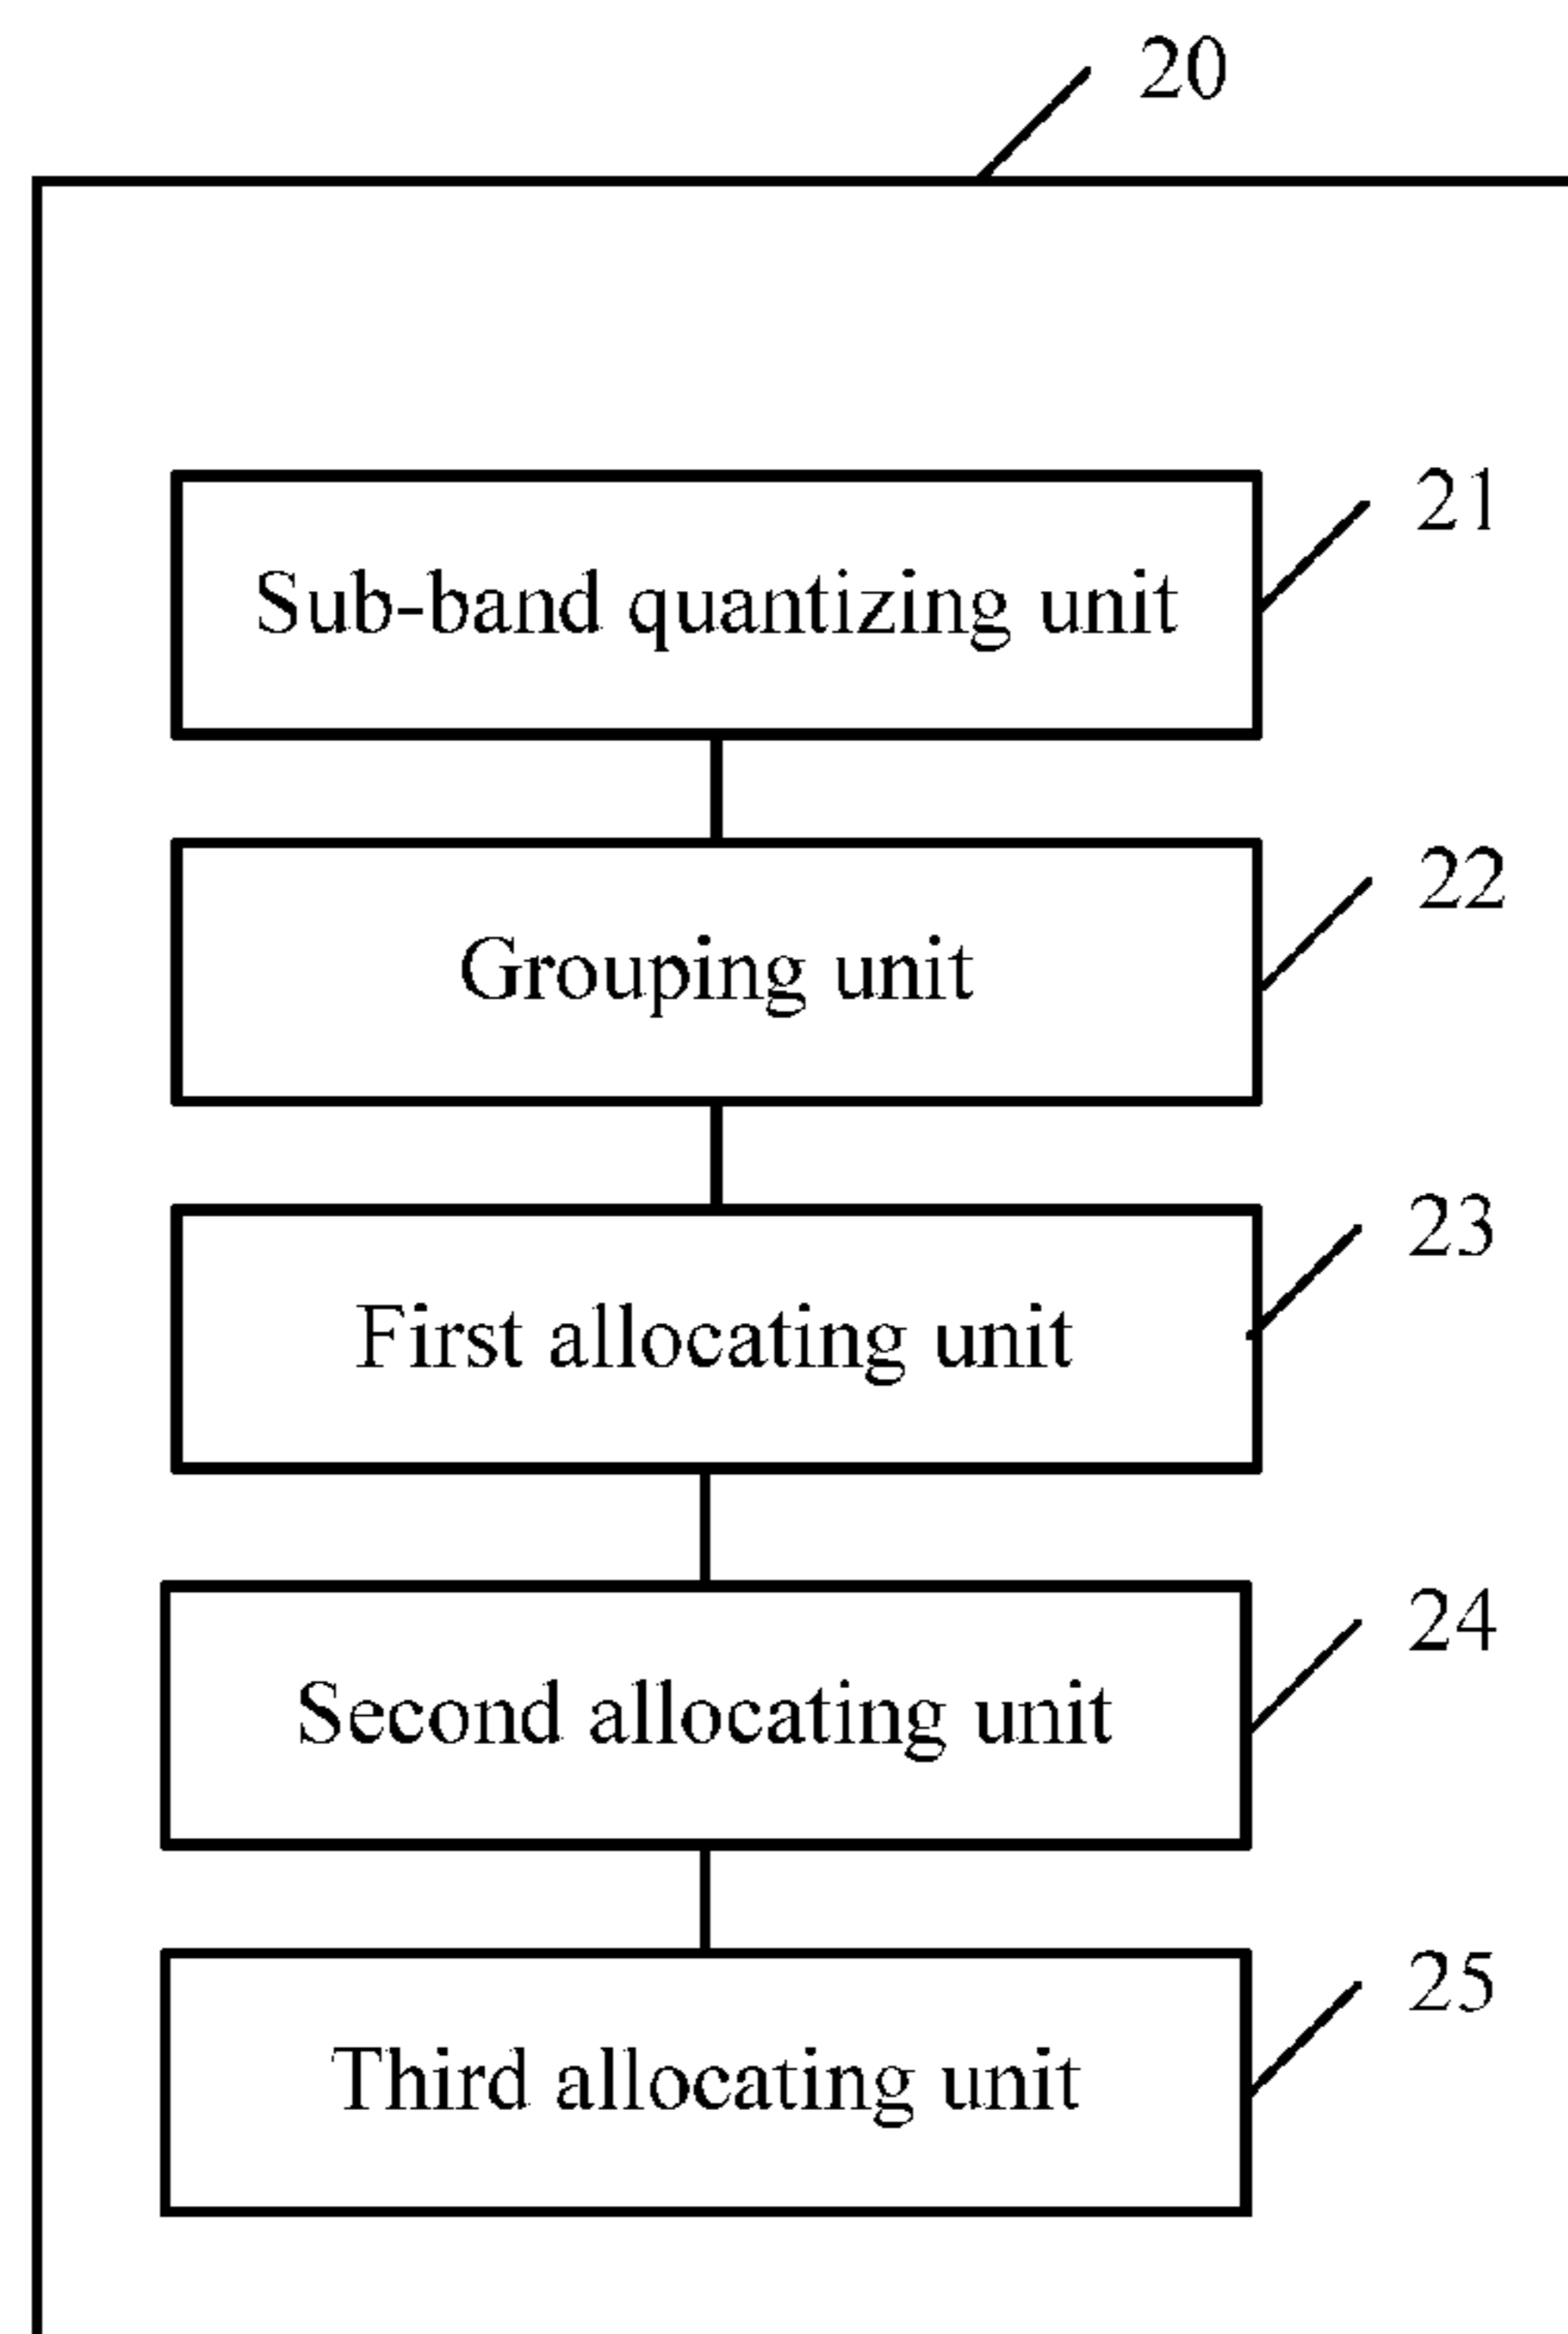 20
21
Sub-band quantizing unit
22
Grouping unit
23
First allocating unit
24
Second allocating unit
25
Third allocating unit